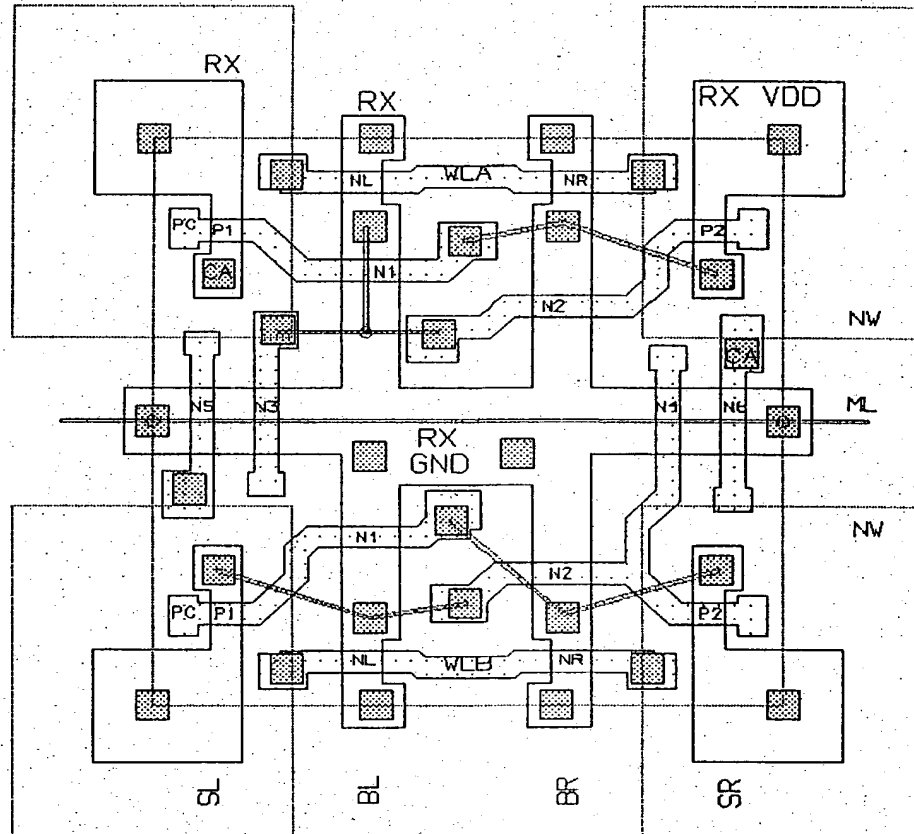 RX
RX
RX VDD
NL WLA NR
PC P1 P2
CA N1
N2
NW
CA
N5 N3 N6
ML
RX
GND
NW
N1
N2
PC P1 P2
NL WLB NR
SL BL BR SR